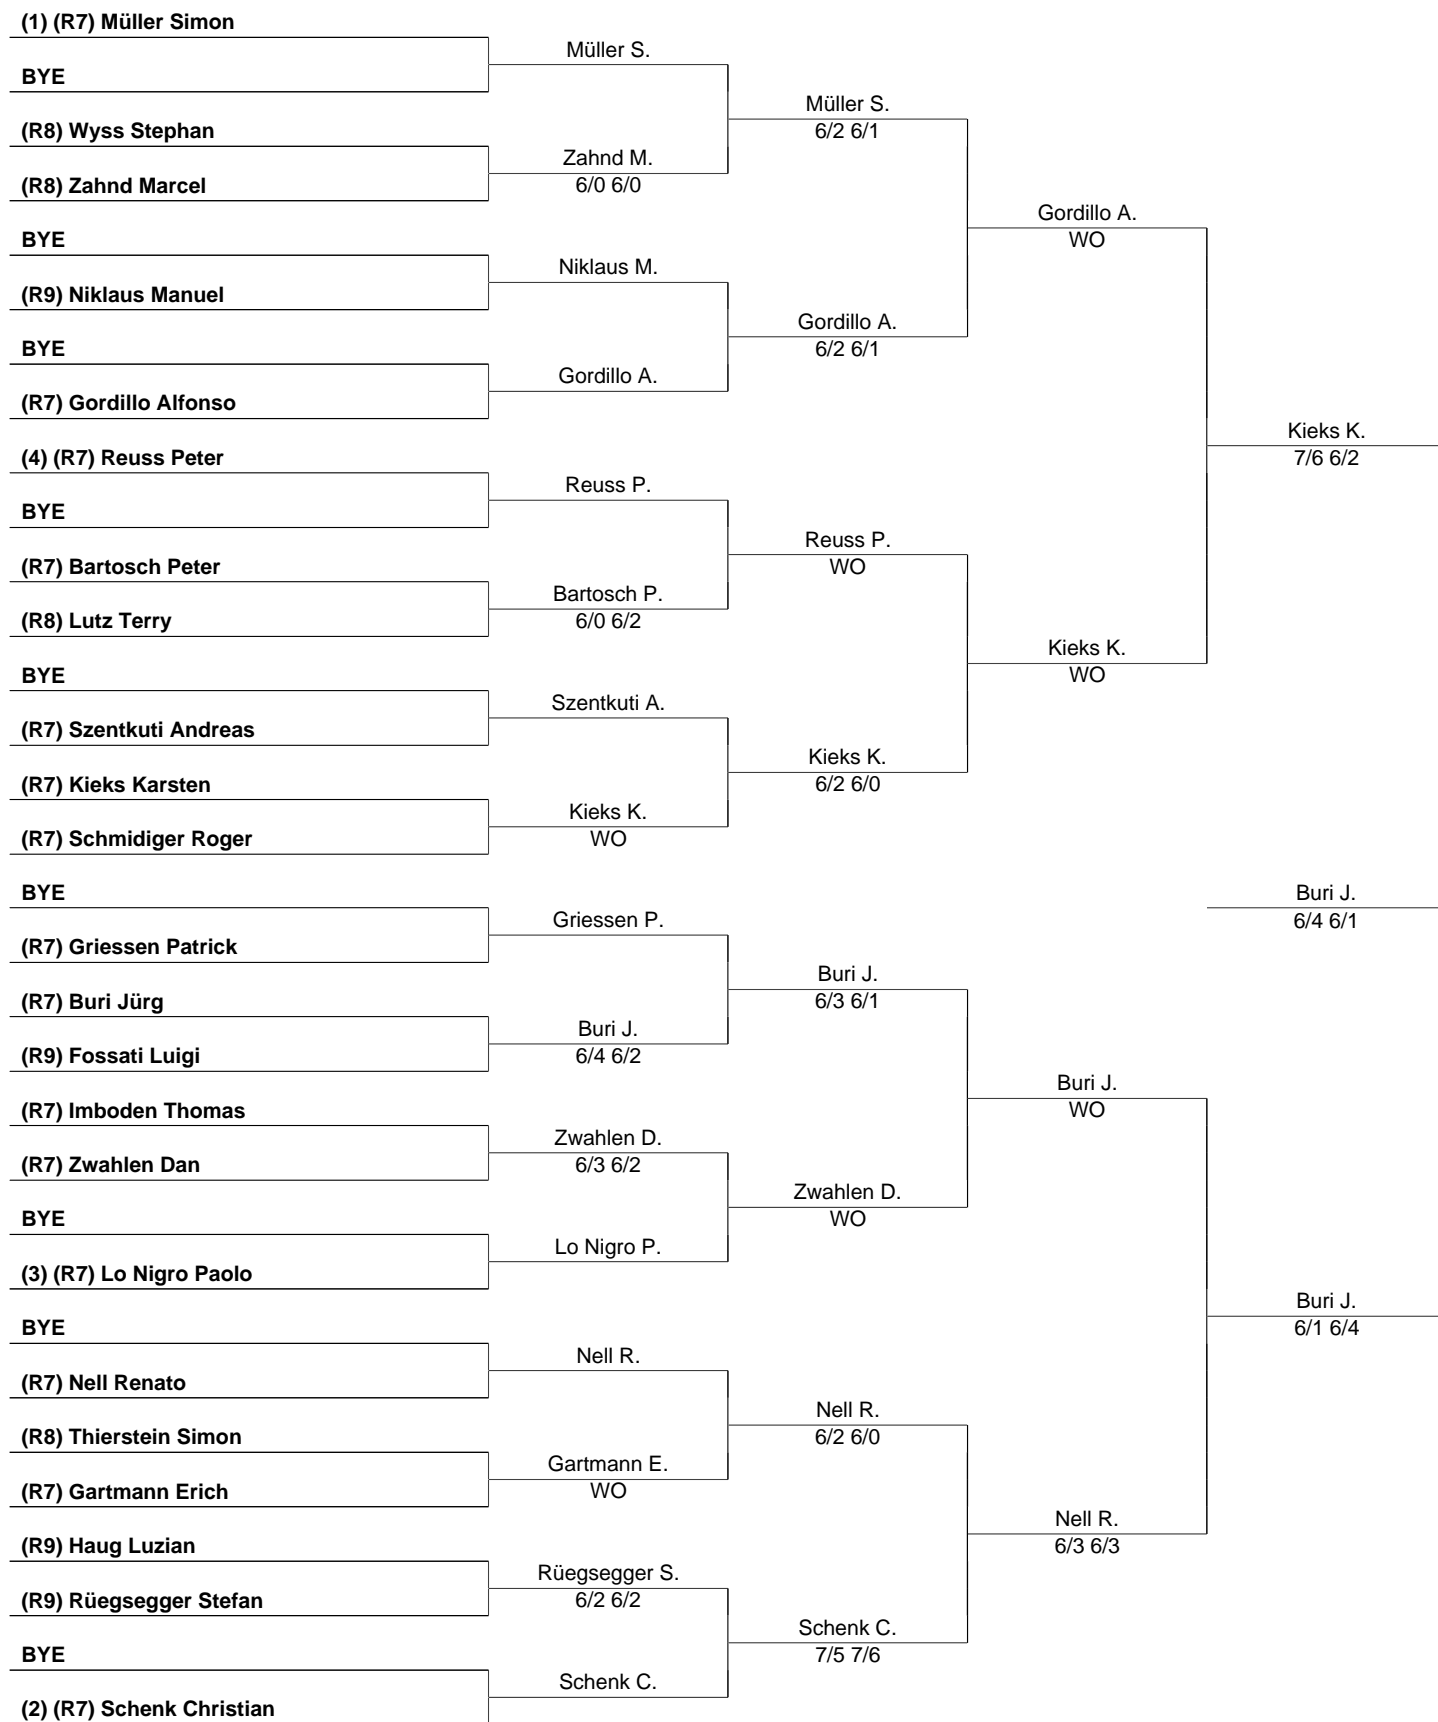 (1) (R7) Müller Simon
BYE
(R8) Wyss Stephan
(R8) Zahnd Marcel
BYE
(R9) Niklaus Manuel
BYE
(R7) Gordillo Alfonso
(4) (R7) Reuss Peter
BYE
(R7) Bartosch Peter
(R8) Lutz Terry
BYE
(R7) Szentkuti Andreas
(R7) Kieks Karsten
(R7) Schmidiger Roger
BYE
(R7) Griessen Patrick
(R7) Buri Jürg
(R9) Fossati Luigi
(R7) Imboden Thomas
(R7) Zwahlen Dan
BYE
(3) (R7) Lo Nigro Paolo
BYE
(R7) Nell Renato
(R8) Thierstein Simon
(R7) Gartmann Erich
(R9) Haug Luzian
(R9) Rüegsegger Stefan
BYE
(2) (R7) Schenk Christian
Müller S.
Zahnd M.
6/0 6/0
Niklaus M.
Gordillo A.
Reuss P.
Bartosch P.
6/0 6/2
Szentkuti A.
Kieks K.
WO
Griessen P.
Buri J.
6/4 6/2
Zwahlen D.
6/3 6/2
Lo Nigro P.
Nell R.
Gartmann E.
WO
Rüegsegger S.
6/2 6/2
Schenk C.
Müller S.
6/2 6/1
Gordillo A.
6/2 6/1
Reuss P.
WO
Kieks K.
6/2 6/0
Buri J.
6/3 6/1
Zwahlen D.
WO
Nell R.
6/2 6/0
Schenk C.
7/5 7/6
Gordillo A.
WO
Kieks K.
WO
Buri J.
WO
Nell R.
6/3 6/3
Kieks K.
7/6 6/2
Buri J.
6/4 6/1
Buri J.
6/1 6/4